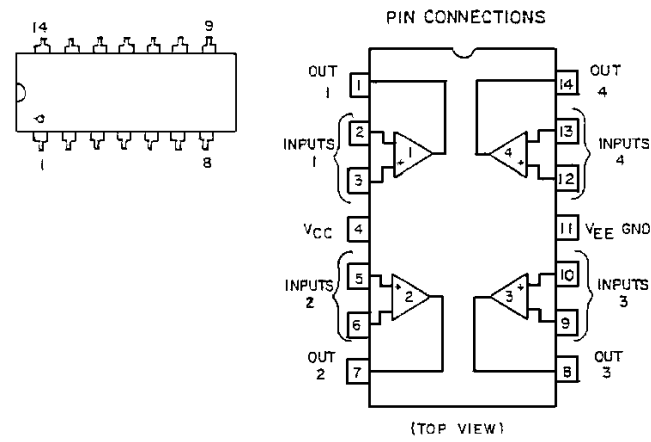 PIN CONNECTIONS
14 9
1 8
OUT 1
1
14
OUT 4
INPUTS 1
2
3
+
1
4
+
13
12
INPUTS 4
VCC
4
11
VEE GND
INPUTS 2
5
6
+
2
3
+
10
9
INPUTS 3
OUT 2
7
8
OUT 3
(TOP VIEW)